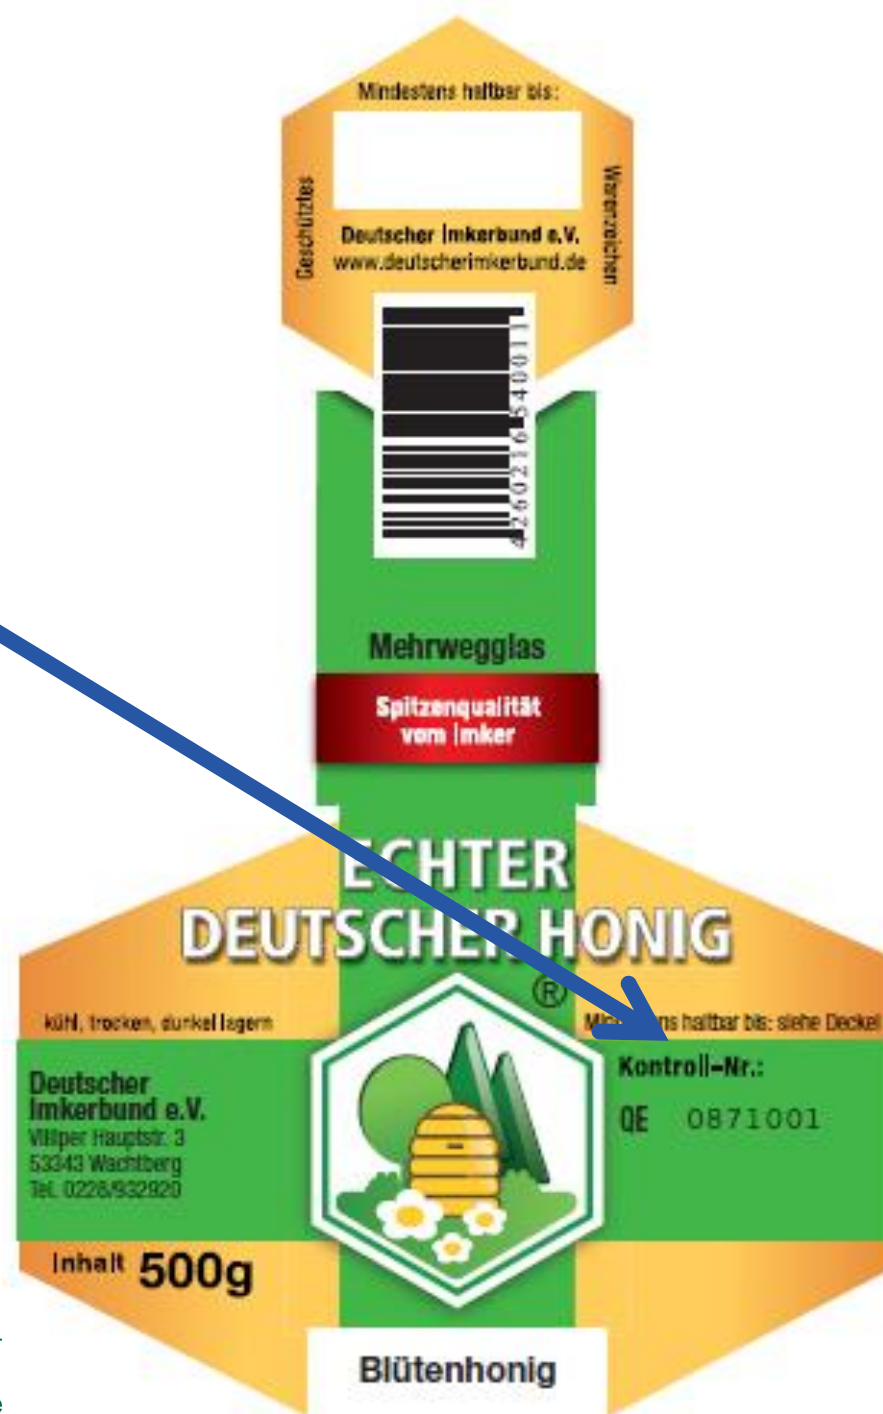 Mindestens haltbar bis:
Geschütztes
Warenzeichen
Deutscher Imkerbund e.V.
www.deutscherimkerbund.de
4260216 540011
Mehrwegglas
Spitzenqualität
vom Imker
ECHTER
DEUTSCHER HONIG
®
kühl, trocken, dunkel lagern
haltbar bis: siehe Deckel
Deutscher
Imkerbund e.V.
Villiper Hauptstr. 3
53343 Wachtberg
Tel. 0228/932920
Kontroll-Nr.:
QE 0871001
Inhalt 500g
Blütenhonig